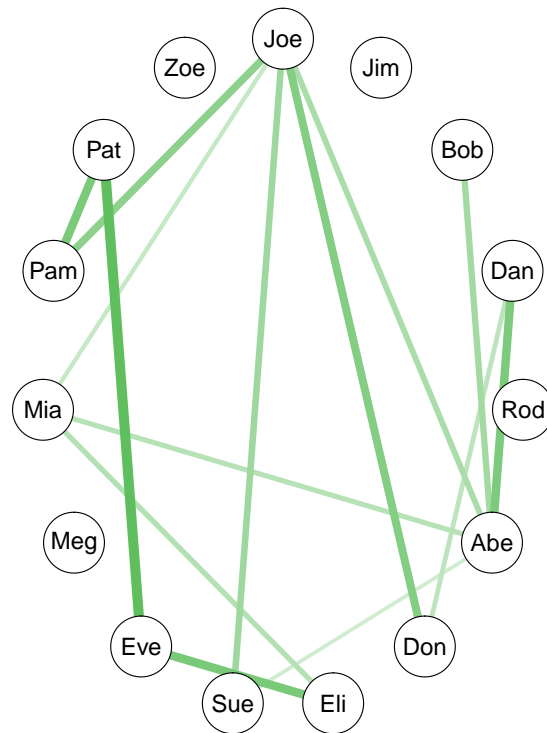 Joe
Zoe
Jim
Pat
Bob
Pam
Dan
Mia
Rod
Meg
Abe
Eve
Don
Sue
Eli